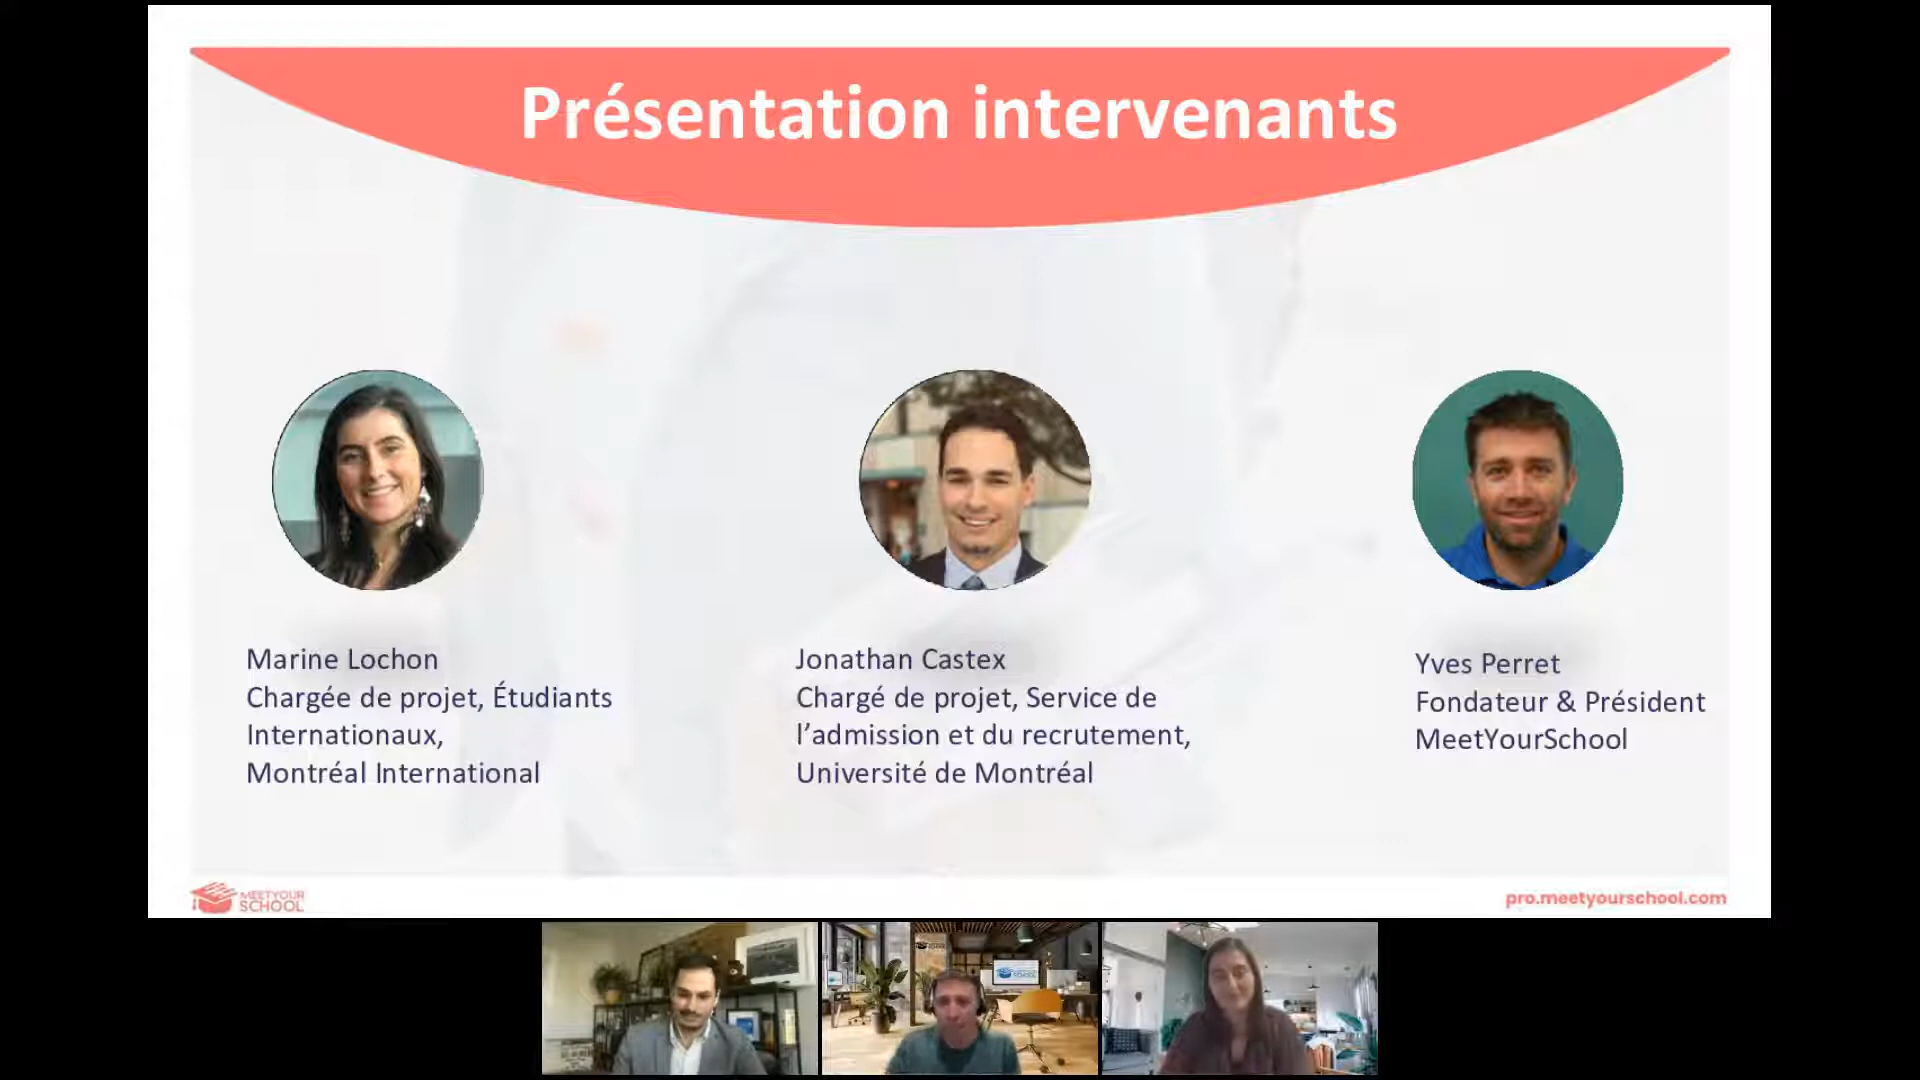 Présentation intervenants
Marine Lochon
Chargée de projet, Étudiants
Internationaux,
Montréal International
Jonathan Castex
Chargé de projet, Service de
l’admission et du recrutement,
Université de Montréal
Yves Perret
Fondateur & Président
MeetYourSchool
MEETYOUR
SCHOOL
pro.meetyourschool.com